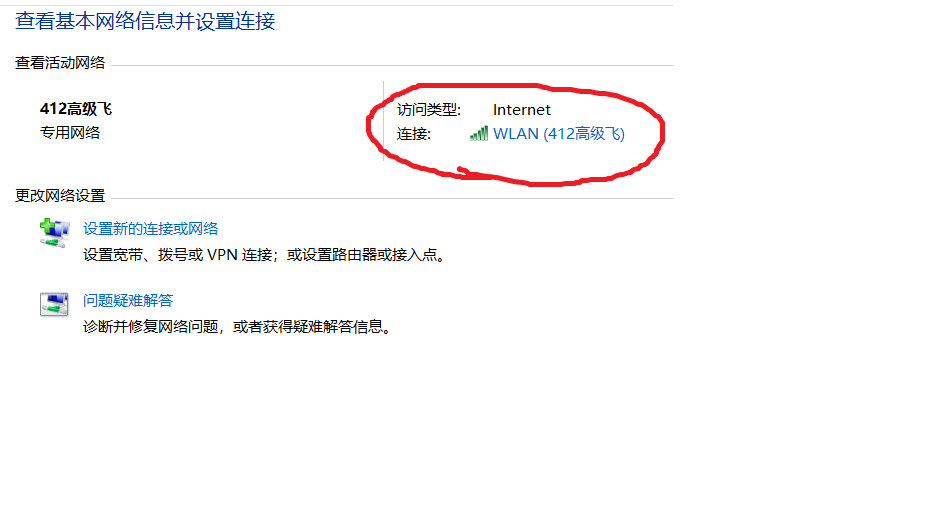 查看基本网络信息并设置连接
查看活动网络
412高级飞
专用网络
访问类型: Internet
连接: WLAN (412高级飞)
更改网络设置
设置新的连接或网络
设置宽带、拨号或 VPN 连接；或设置路由器或接入点。
问题疑难解答
诊断并修复网络问题，或者获得疑难解答信息。